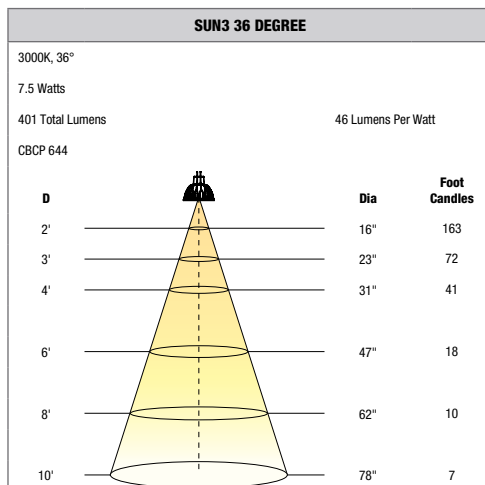 SUN3 36 DEGREE
3000K, 36°
7.5 Watts
401 Total Lumens 46 Lumens Per Watt
CBCP 644
D Dia Foot Candles
2' 16" 163
3' 23" 72
4' 31" 41
6' 47" 18
8' 62" 10
10' 78" 7